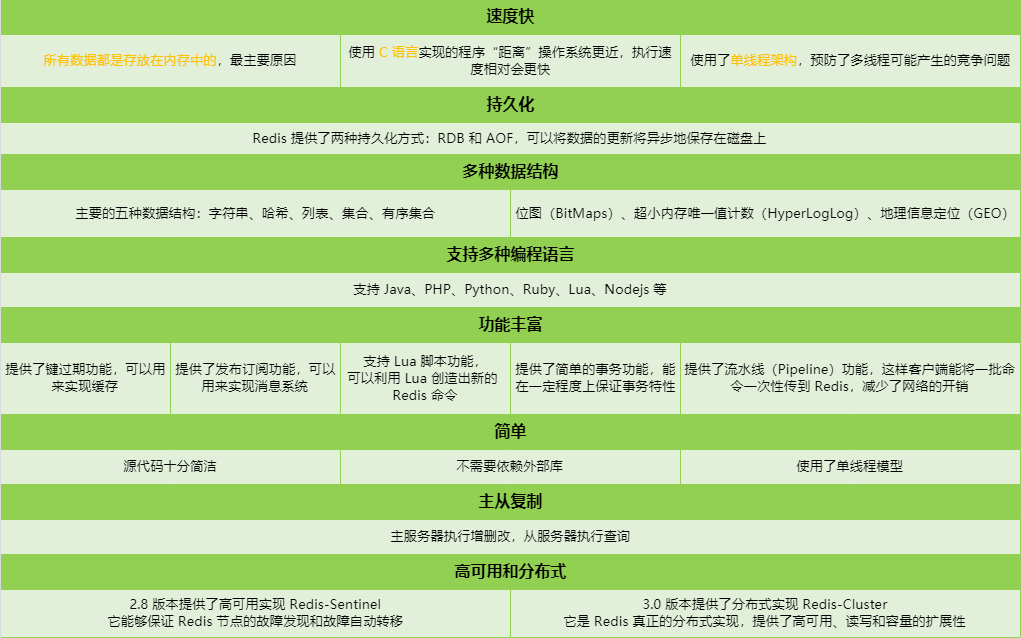 速度快
所有数据都是存放在内存中的，最主要原因
使用 C 语言实现的程序“距离”操作系统更近，执行速
度相对会更快
使用了单线程架构，预防了多线程可能产生的竞争问题
持久化
Redis 提供了两种持久化方式：RDB 和 AOF，可以将数据的更新将异步地保存在磁盘上
多种数据结构
主要的五种数据结构：字符串、哈希、列表、集合、有序集合
位图（BitMaps）、超小内存唯一值计数（HyperLogLog）、地理信息定位（GEO）
支持多种编程语言
支持 Java、PHP、Python、Ruby、Lua、Nodejs 等
功能丰富
提供了键过期功能，可以用
来实现缓存
提供了发布订阅功能，可以
用来实现消息系统
支持 Lua 脚本功能，
可以利用 Lua 创造出新的
Redis 命令
提供了简单的事务功能，能
在一定程度上保证事务特性
提供了流水线（Pipeline）功能，这样客户端能将一批命
令一次性传到 Redis，减少了网络的开销
简单
源代码十分简洁
不需要依赖外部库
使用了单线程模型
主从复制
主服务器执行增删改，从服务器执行查询
高可用和分布式
2.8 版本提供了高可用实现 Redis-Sentinel
它能够保证 Redis 节点的故障发现和故障自动转移
3.0 版本提供了分布式实现 Redis-Cluster
它是 Redis 真正的分布式实现，提供了高可用、读写和容量的扩展性